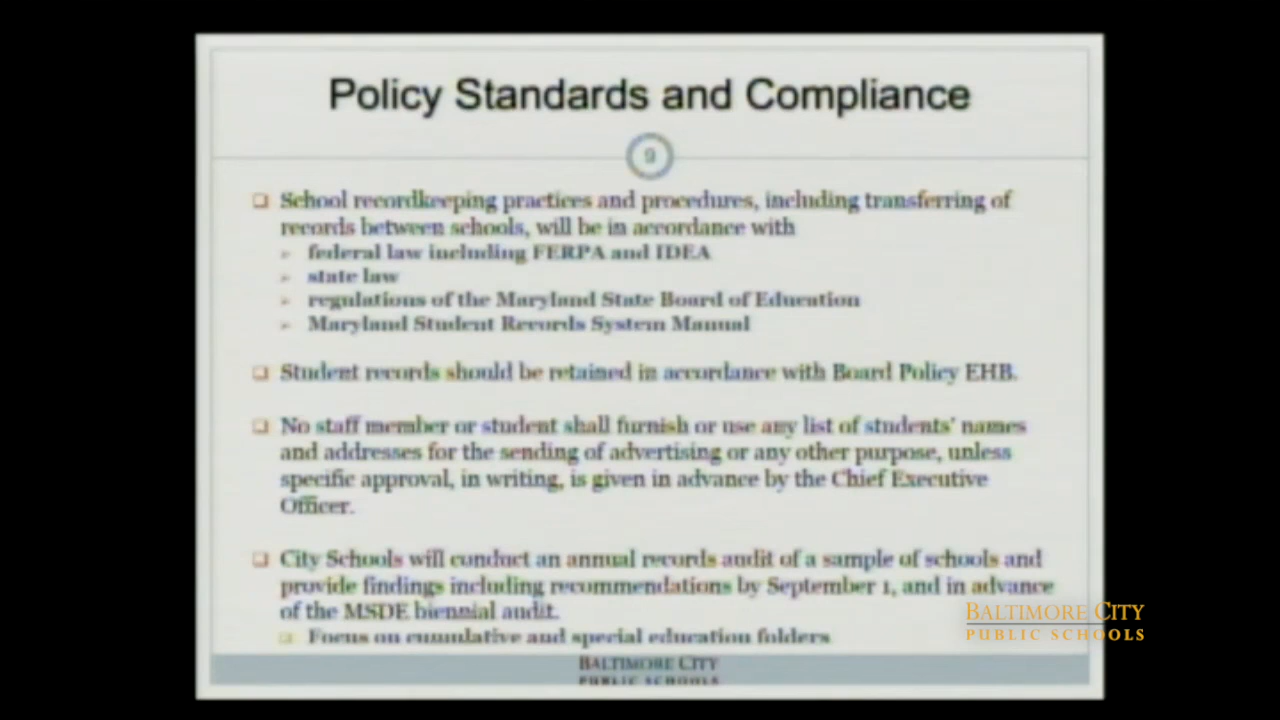 Policy Standards and Compliance
9
School recordkeeping practices and procedures, including transferring of
records between schools, will be in accordance with
federal law including FERPA and IDEA
state law
regulations of the Maryland State Board of Education
Maryland Student Records System Manual
Student records should be retained in accordance with Board Policy EHB.
No staff member or student shall furnish or use any list of students' names
and addresses for the sending of advertising or any other purpose, unless
specific approval, in writing, is given in advance by the Chief Executive
Officer.
City Schools will conduct an annual records audit of a sample of schools and
provide findings including recommendations by September 1, and in advance
of the MSDE biennial audit.
Focus on cumulative and special education folders
BALTIMORE CITY
PUBLIC SCHOOLS
BALTIMORE CITY
PUBLIC SCHOOLS